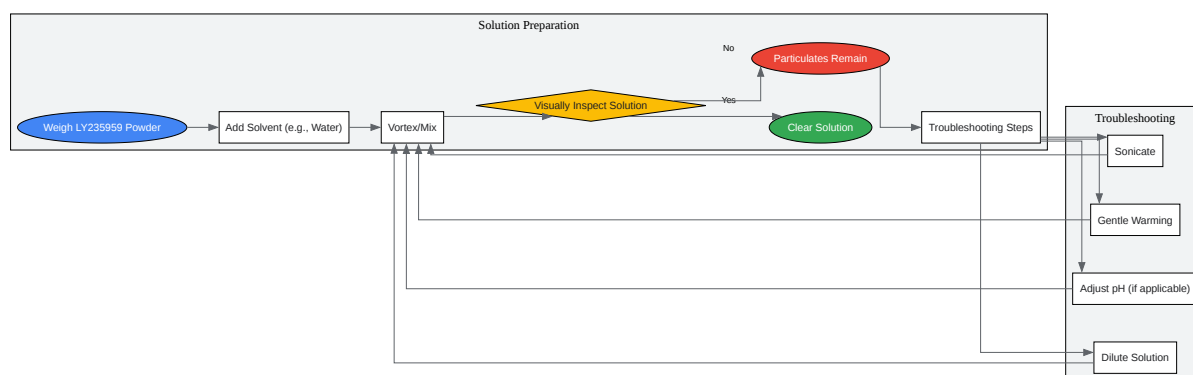 Solution Preparation
No
Particulates Remain
Visually Inspect Solution
Yes
Weigh LY235959 Powder
Add Solvent (e.g., Water)
Vortex/Mix
Clear Solution
Troubleshooting Steps
Troubleshooting
Sonicate
Gentle Warming
Adjust pH (if applicable)
Dilute Solution